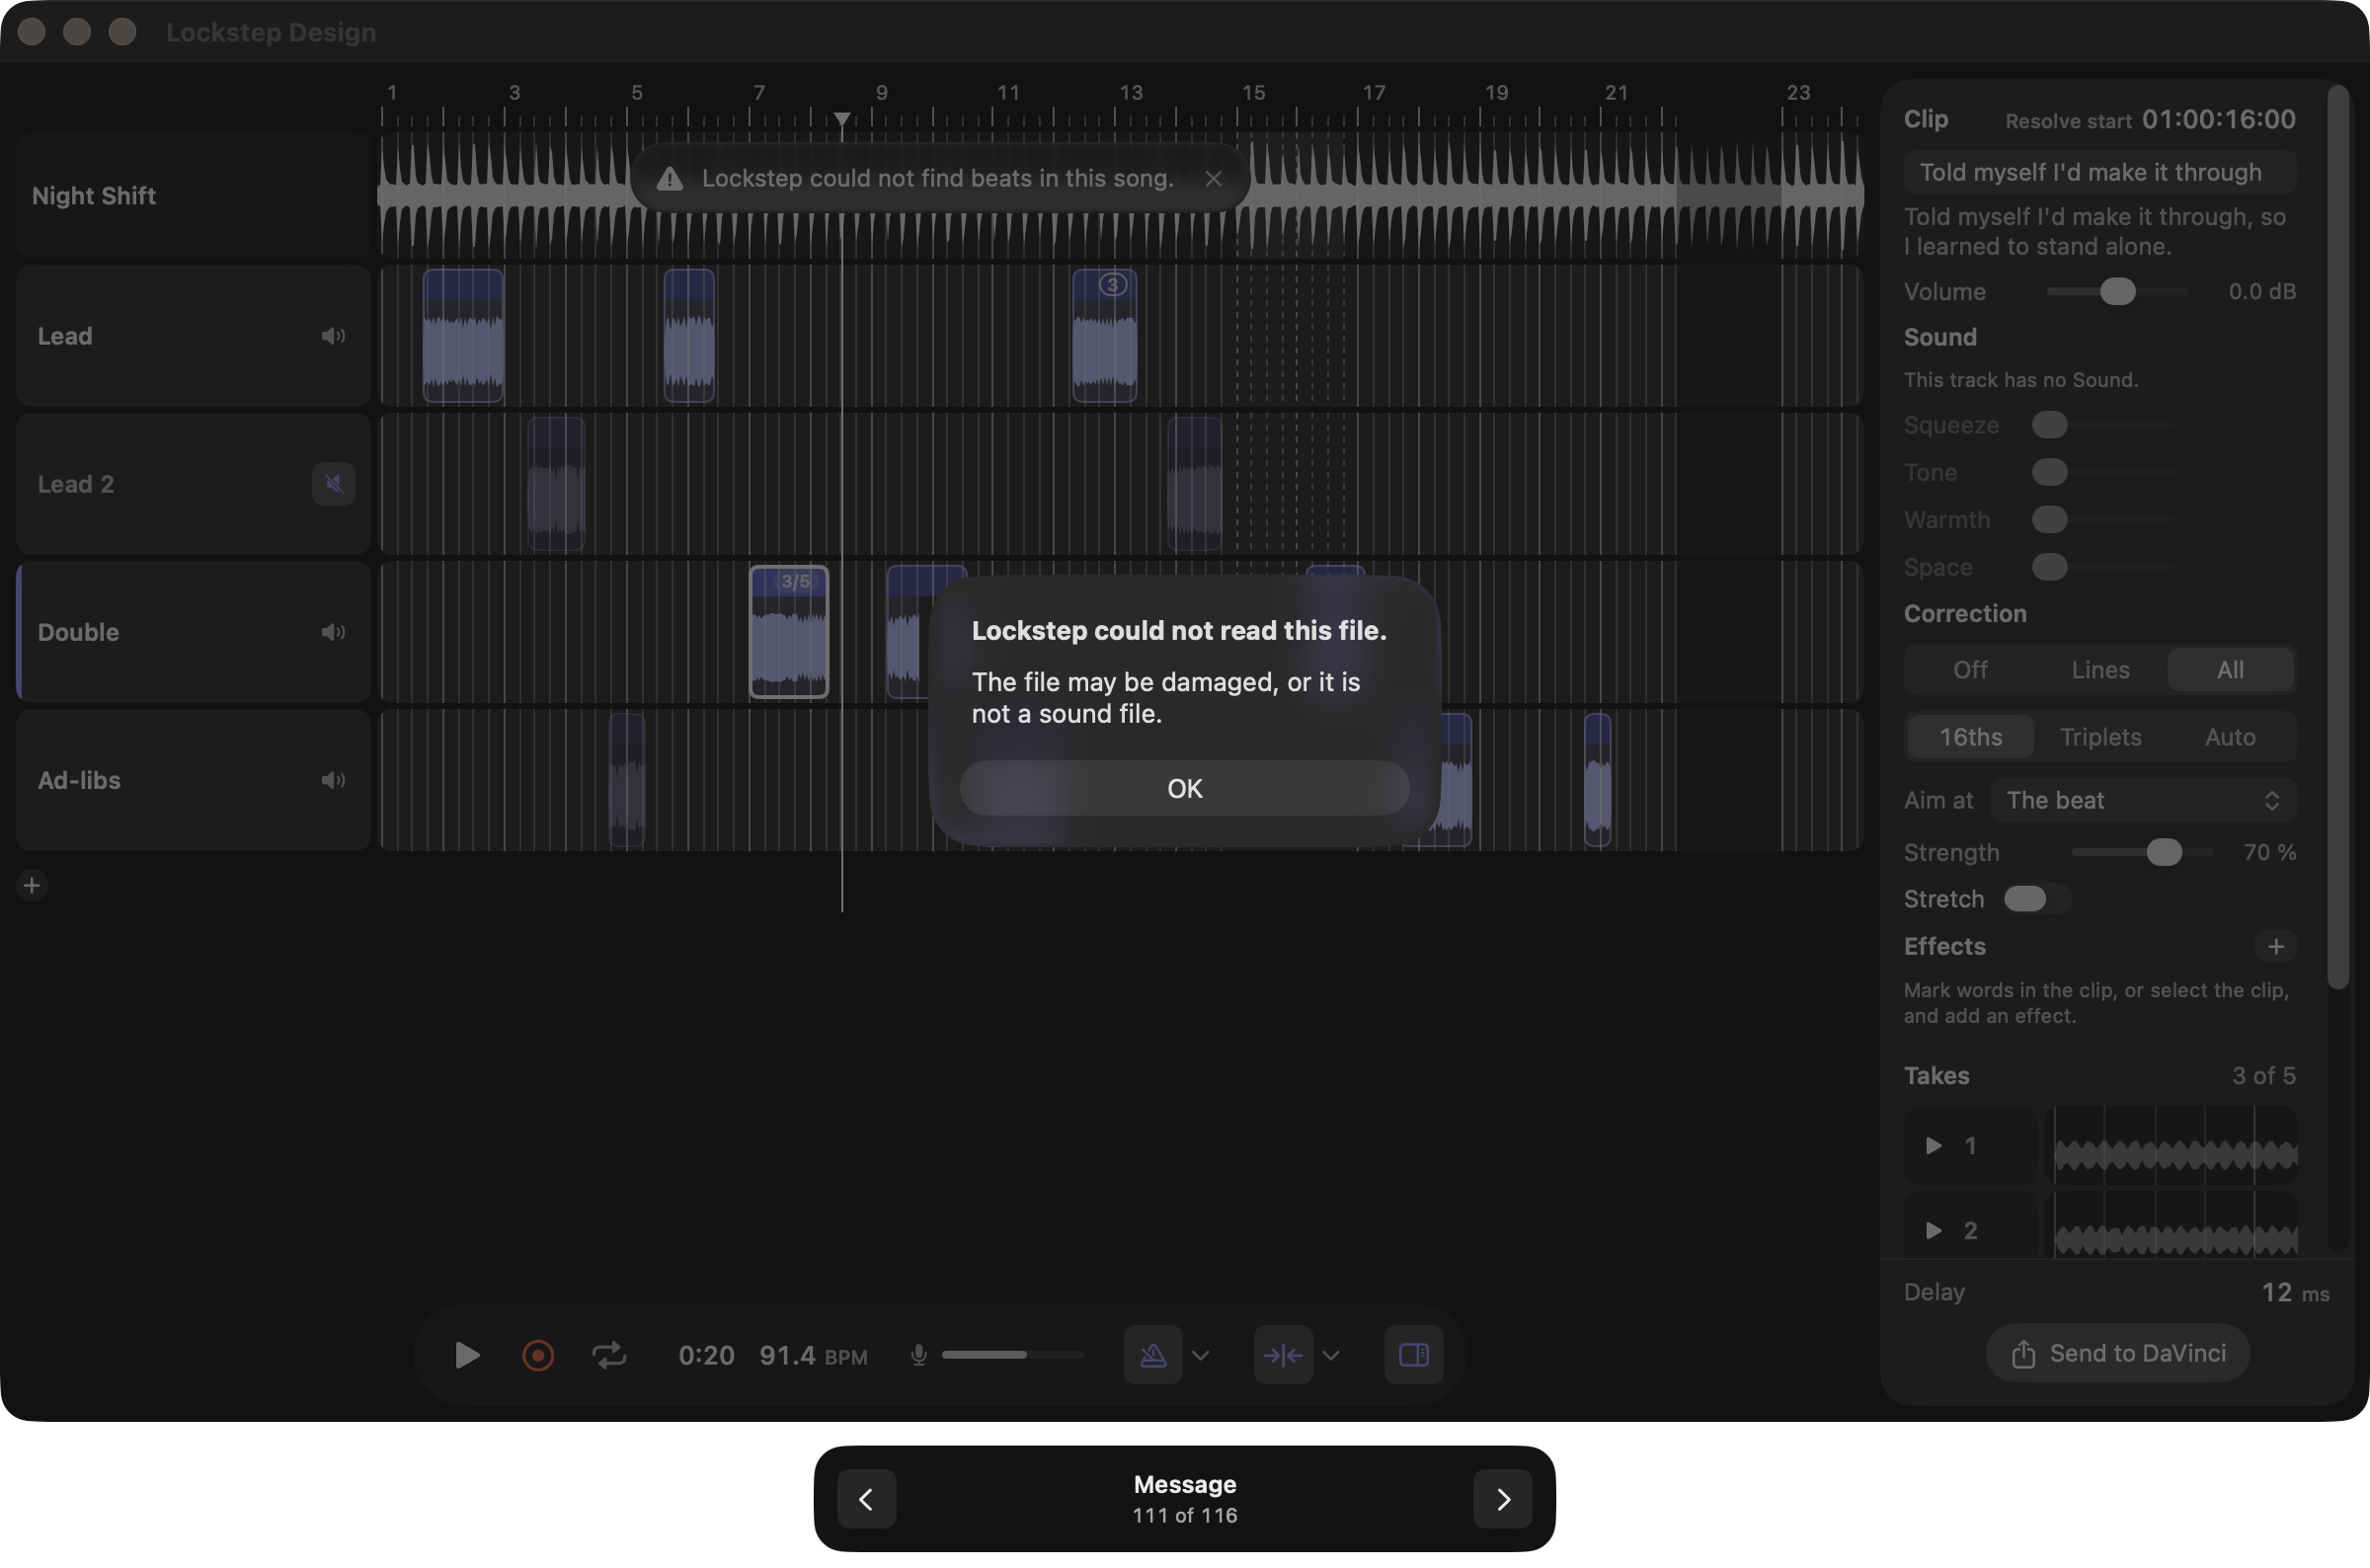 Lockstep Design
1 3 5 7 9 11 13 15 17 19 21 23
Night Shift
Lockstep could not find beats in this song.
Lead
3
Lead 2
Double
3/5
Ad-libs
Lockstep could not read this file.
The file may be damaged, or it is
not a sound file.
OK
Clip Resolve start 01:00:16:00
Told myself I'd make it through
Told myself I'd make it through, so
I learned to stand alone.
Volume 0.0 dB
Sound
This track has no Sound.
Squeeze
Tone
Warmth
Space
Correction
Off Lines All
16ths Triplets Auto
Aim at The beat
Strength 70 %
Stretch
Effects +
Mark words in the clip, or select the clip,
and add an effect.
Takes 3 of 5
1
2
Delay 12 ms
Send to DaVinci
0:20 91.4 BPM
Message
111 of 116